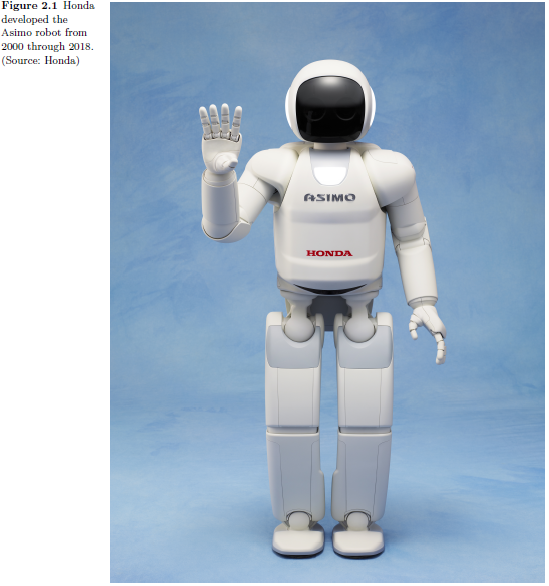 Figure 2.1 Honda
developed the
Asimo robot from
2000 through 2018.
(Source: Honda)
ASIMO
HONDA